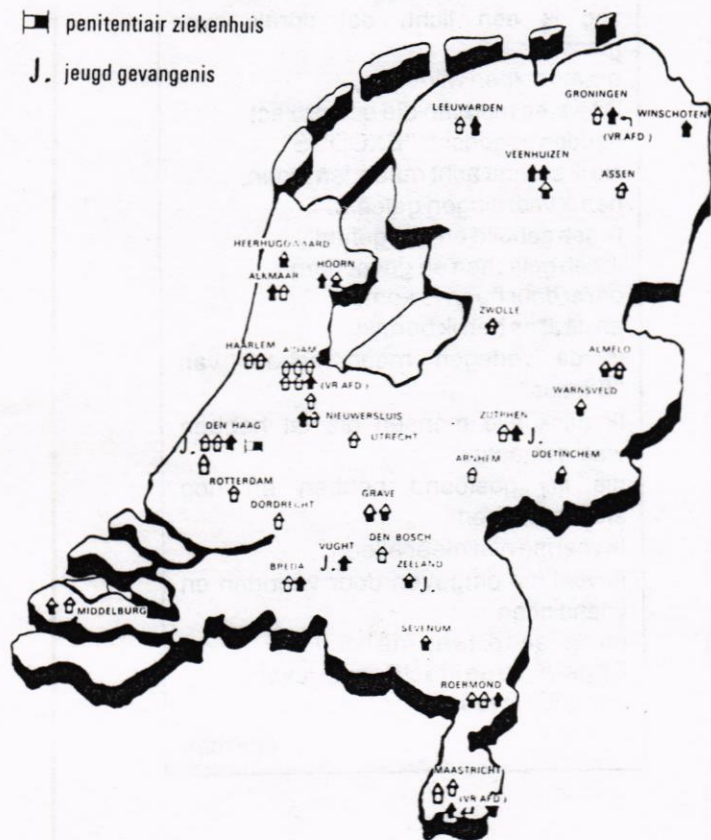 penitentiair ziekenhuis
J. jeugd gevangenis
LEEUWARDEN
GRONINGEN
WINSCHOTEN
(VR AFD)
VEENHUIZEN
ASSEN
HEERHUGOWAARD
HOORN
ALKMAAR
ZWOLLE
HAARLEM
A'DAM
ALMELO
(VR AFD)
WARNSVELD
NIEUWERSLUIS
ZUTPHEN
DEN HAAG
J.
UTRECHT
J.
ARNHEM
DOETINCHEM
ROTTERDAM
GRAVE
DORDRECHT
DEN BOSCH
VUGHT
J.
ZEELAND
BREDA
J.
MIDDELBURG
SEVENUM
ROERMOND
MAASTRICHT
(VR AFD)